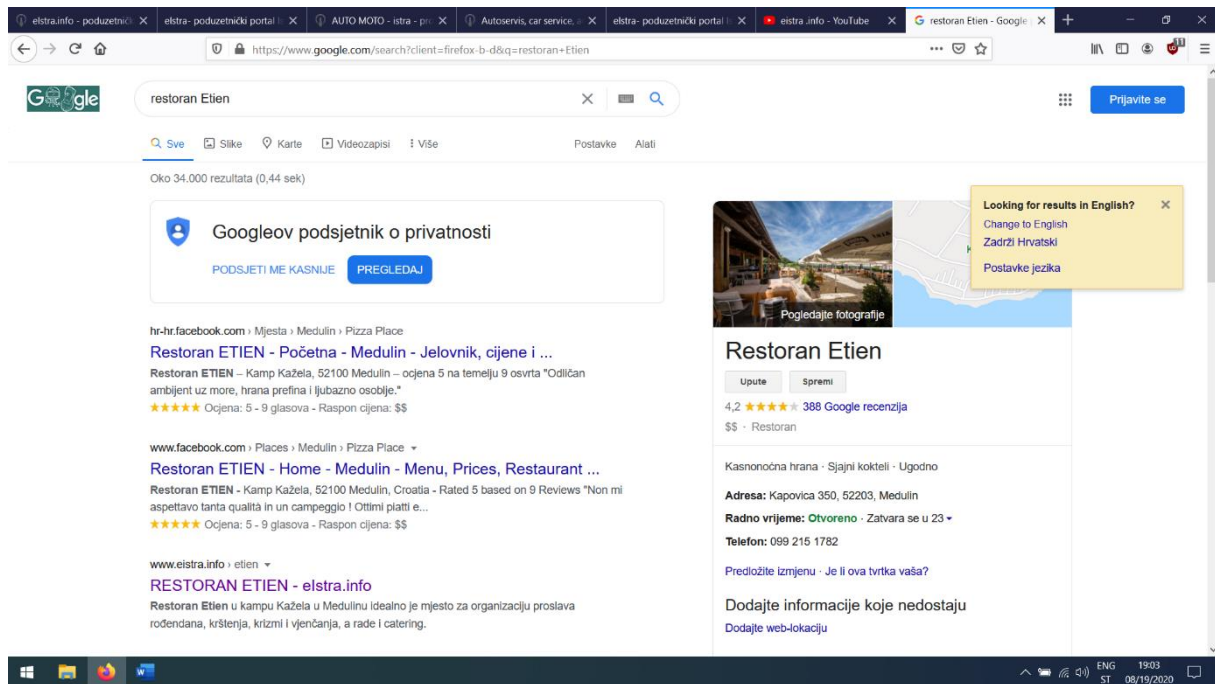 eIstra.info - poduzetnič
elstra- poduzetnički portal Is
AUTO MOTO - istra - pro
Autoservis, car service, a
elstra- poduzetnički portal Is
eistra .info - YouTube
restoran Etien - Google
https://www.google.com/search?client=firefox-b-d&q=restoran+Etien
11
Google
restoran Etien
Prijavite se
Sve Slike Karte Videozapisi Više Postavke Alati
Oko 34.000 rezultata (0,44 sek)
Googleov podsjetnik o privatnosti
PODSJETI ME KASNIJE PREGLEDAJ
hr-hr.facebook.com › Mjesta › Medulin › Pizza Place
Restoran ETIEN - Početna - Medulin - Jelovnik, cijene i ...
Restoran ETIEN – Kamp Kažela, 52100 Medulin – ocjena 5 na temelju 9 osvrta "Odličan
ambijent uz more, hrana prefina i ljubazno osoblje."
Ocjena: 5 - 9 glasova - Raspon cijena: $$
www.facebook.com › Places › Medulin › Pizza Place
Restoran ETIEN - Home - Medulin - Menu, Prices, Restaurant ...
Restoran ETIEN - Kamp Kažela, 52100 Medulin, Croatia - Rated 5 based on 9 Reviews "Non mi
aspettavo tanta qualità in un campeggio ! Ottimi piatti e...
Ocjena: 5 - 9 glasova - Raspon cijena: $$
www.eistra.info › etien
RESTORAN ETIEN - eIstra.info
Restoran Etien u kampu Kažela u Medulinu idealno je mjesto za organizaciju proslava
rođendana, krštenja, krizmi i vjenčanja, a rade i catering.
Looking for results in English?
Change to English
Zadrži Hrvatski
Postavke jezika
Pogledajte fotografije
Restoran Etien
Upute Spremi
4,2 388 Google recenzija
$$ · Restoran
Kasnonoćna hrana · Sjajni kokteli · Ugodno
Adresa: Kapovica 350, 52203, Medulin
Radno vrijeme: Otvoreno · Zatvara se u 23
Telefon: 099 215 1782
Predložite izmjenu · Je li ova tvrtka vaša?
Dodajte informacije koje nedostaju
Dodajte web-lokaciju
ENG 19:03
ST 08/19/2020